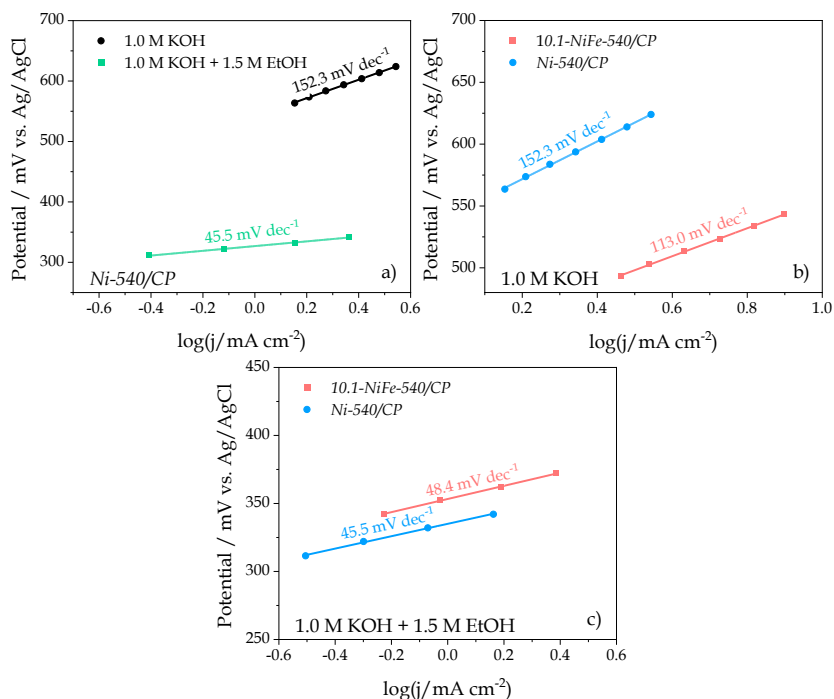 700
600
500
400
300
Potential / mV vs. Ag/AgCl
1.0 M KOH
1.0 M KOH + 1.5 M EtOH
152.3 mV dec⁻¹
45.5 mV dec⁻¹
Ni-540/CP
a)
-0.6 -0.4 -0.2 0.0 0.2 0.4 0.6
log(j/mA cm⁻²)
700
650
600
550
500
Potential / mV vs. Ag/AgCl
10.1-NiFe-540/CP
Ni-540/CP
152.3 mV dec⁻¹
113.0 mV dec⁻¹
1.0 M KOH
b)
0.2 0.4 0.6 0.8 1.0
log(j/mA cm⁻²)
450
400
350
300
250
Potential / mV vs. Ag/AgCl
10.1-NiFe-540/CP
Ni-540/CP
48.4 mV dec⁻¹
45.5 mV dec⁻¹
1.0 M KOH + 1.5 M EtOH
c)
-0.6 -0.4 -0.2 0.0 0.2 0.4 0.6
log(j/mA cm⁻²)